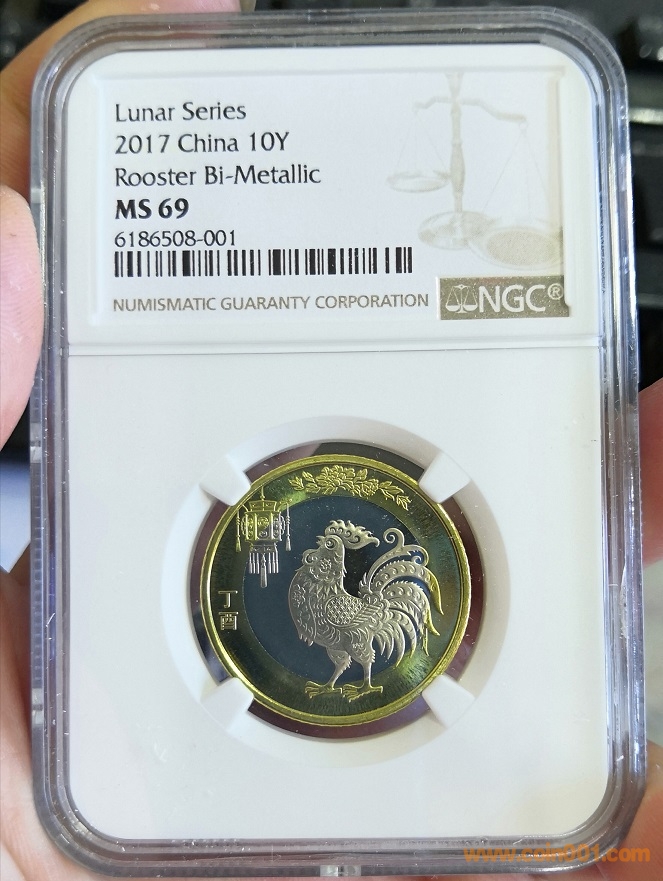 Lunar Series
2017 China 10Y
Rooster Bi-Metallic
MS 69
6186508-001
NUMISMATIC GUARANTY CORPORATION
NGC®
丁
酉
www.coin001.com